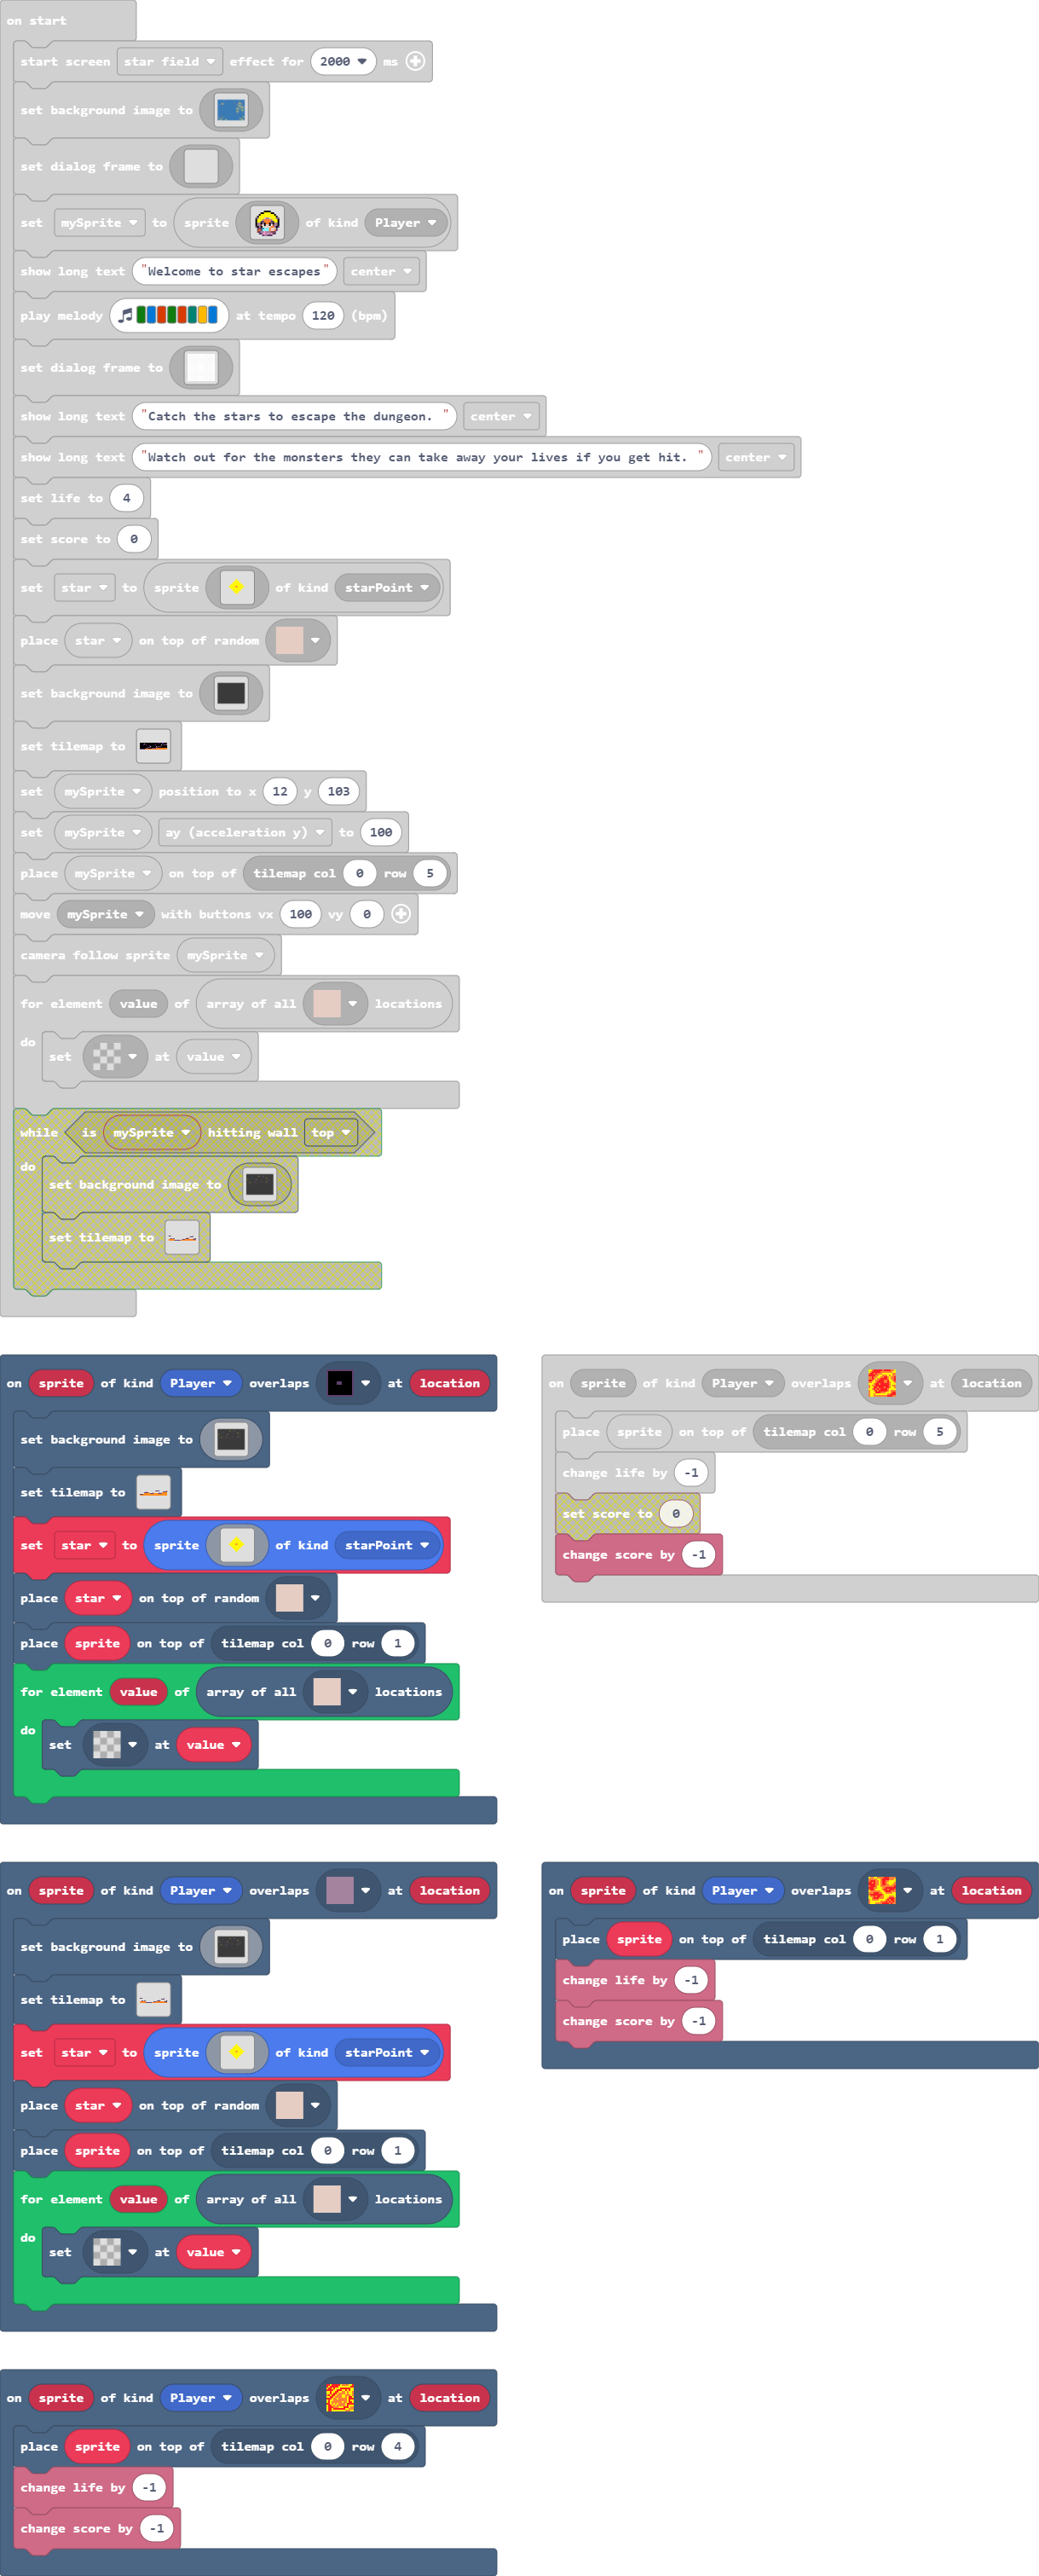 on start
start screen star field effect for 2000 ms
set background image to
set dialog frame to
set mySprite to sprite of kind Player
show long text "Welcome to star escapes" center
play melody at tempo 120 (bpm)
set dialog frame to
show long text "Catch the stars to escape the dungeon. " center
show long text "Watch out for the monsters they can take away your lives if you get hit. " center
set life to 4
set score to 0
set star to sprite of kind starPoint
place star on top of random
set background image to
set tilemap to
set mySprite position to x 12 y 103
set mySprite ay (acceleration y) to 100
place mySprite on top of tilemap col 0 row 5
move mySprite with buttons vx 100 vy 0
camera follow sprite mySprite
for element value of array of all locations
do
set at value
while is mySprite hitting wall top
do
set background image to
set tilemap to
on sprite of kind Player overlaps at location
set background image to
set tilemap to
set star to sprite of kind starPoint
place star on top of random
place sprite on top of tilemap col 0 row 1
for element value of array of all locations
do
set at value
on sprite of kind Player overlaps at location
place sprite on top of tilemap col 0 row 5
change life by -1
set score to 0
change score by -1
on sprite of kind Player overlaps at location
set background image to
set tilemap to
set star to sprite of kind starPoint
place star on top of random
place sprite on top of tilemap col 0 row 1
for element value of array of all locations
do
set at value
on sprite of kind Player overlaps at location
place sprite on top of tilemap col 0 row 1
change life by -1
change score by -1
on sprite of kind Player overlaps at location
place sprite on top of tilemap col 0 row 4
change life by -1
change score by -1